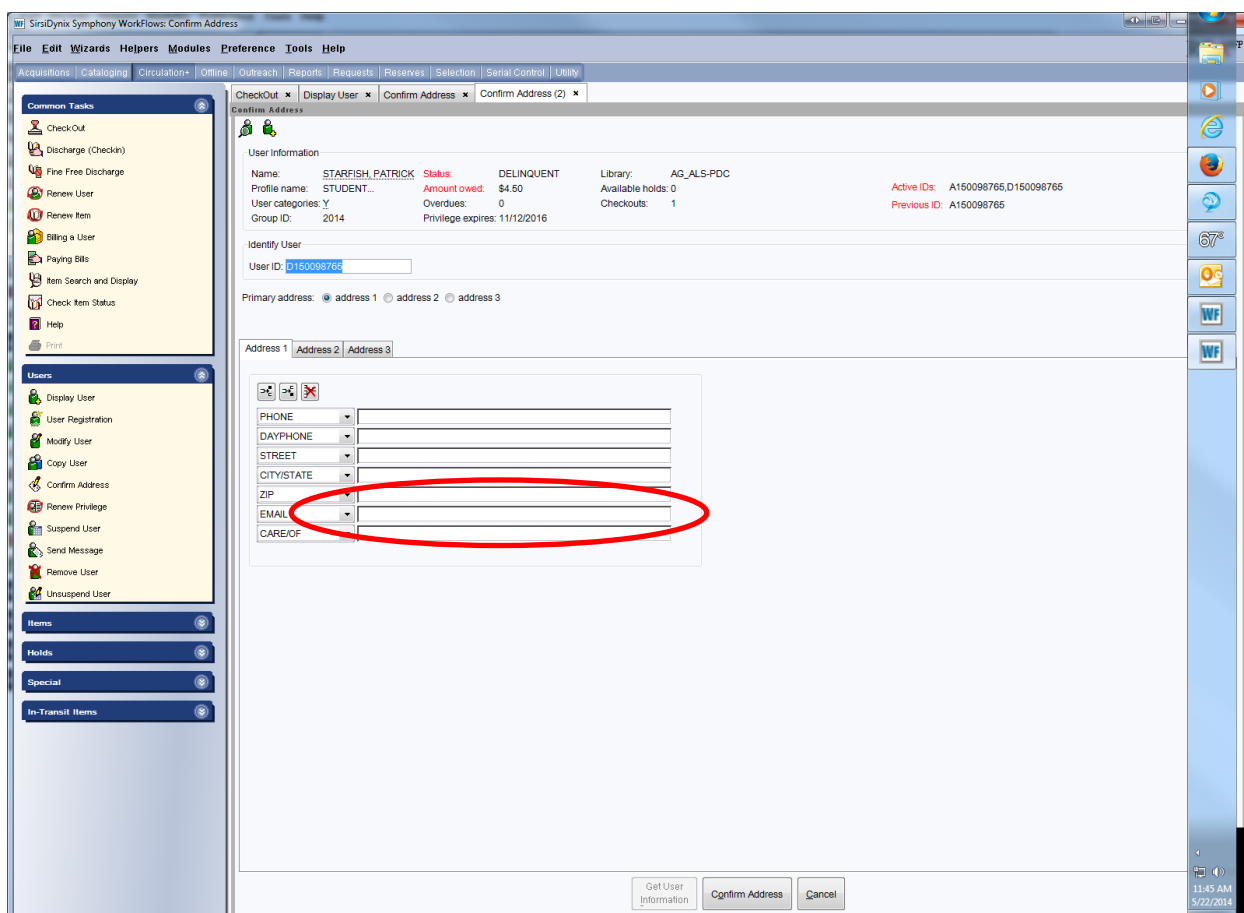 WF SirsiDynix Symphony WorkFlows: Confirm Address
File Edit Wizards Helpers Modules Preference Tools Help
Acquisitions Cataloging Circulation+ Offline Outreach Reports Requests Reserves Selection Serial Control Utility
Common Tasks
CheckOut
Discharge (Checkin)
Fine Free Discharge
Renew User
Renew Item
Billing a User
Paying Bills
Item Search and Display
Check Item Status
Help
Print
Users
Display User
User Registration
Modify User
Copy User
Confirm Address
Renew Privilege
Suspend User
Send Message
Remove User
Unsuspend User
Items
Holds
Special
In-Transit Items
CheckOut × Display User × Confirm Address × Confirm Address (2) ×
Confirm Address
User Information
Name: STARFISH, PATRICK Status: DELINQUENT Library: AG_ALS-PDC
Profile name: STUDENT... Amount owed: $4.50 Available holds: 0 Active IDs: A150098765,D150098765
User categories: Y Overdues: 0 Checkouts: 1 Previous ID: A150098765
Group ID: 2014 Privilege expires: 11/12/2016
Identify User
User ID: D150098765
Primary address: address 1 address 2 address 3
Address 1 Address 2 Address 3
PHONE
DAYPHONE
STREET
CITY/STATE
ZIP
EMAIL
CARE/OF
Get User Information Confirm Address Cancel
67°
WF
WF
11:45 AM
5/22/2014